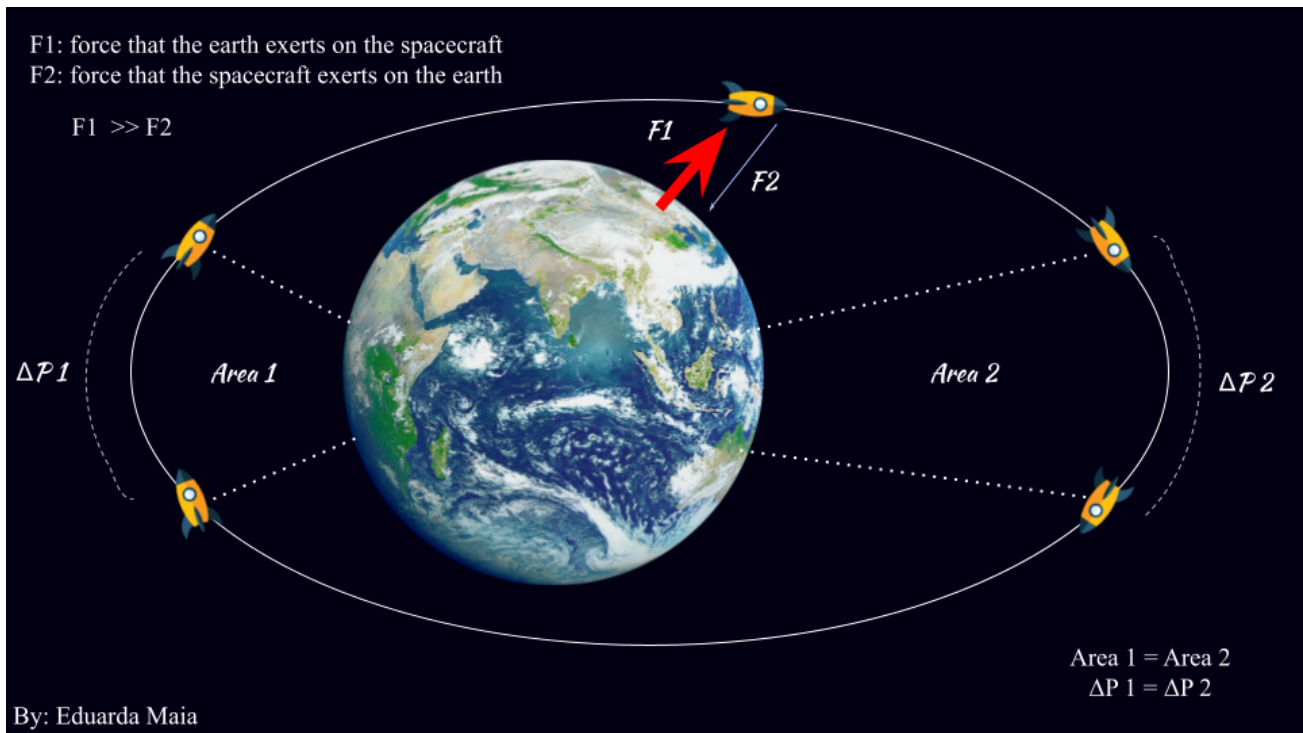 F1: force that the earth exerts on the spacecraft
F2: force that the spacecraft exerts on the earth
F1 >> F2
F1
F2
ΔP 1
Area 1
Area 2
ΔP 2
Area 1 = Area 2
ΔP 1 = ΔP 2
By: Eduarda Maia